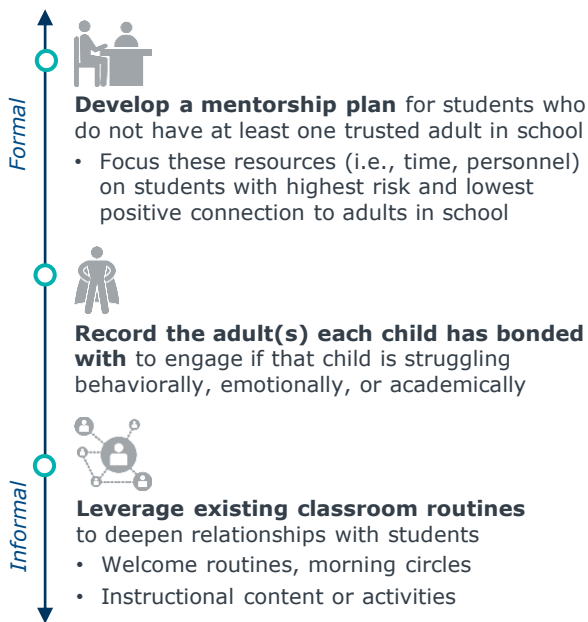 Formal
Develop a mentorship plan for students who
do not have at least one trusted adult in school
• Focus these resources (i.e., time, personnel)
on students with highest risk and lowest
positive connection to adults in school
Record the adult(s) each child has bonded
with to engage if that child is struggling
behaviorally, emotionally, or academically
Informal
Leverage existing classroom routines
to deepen relationships with students
• Welcome routines, morning circles
• Instructional content or activities